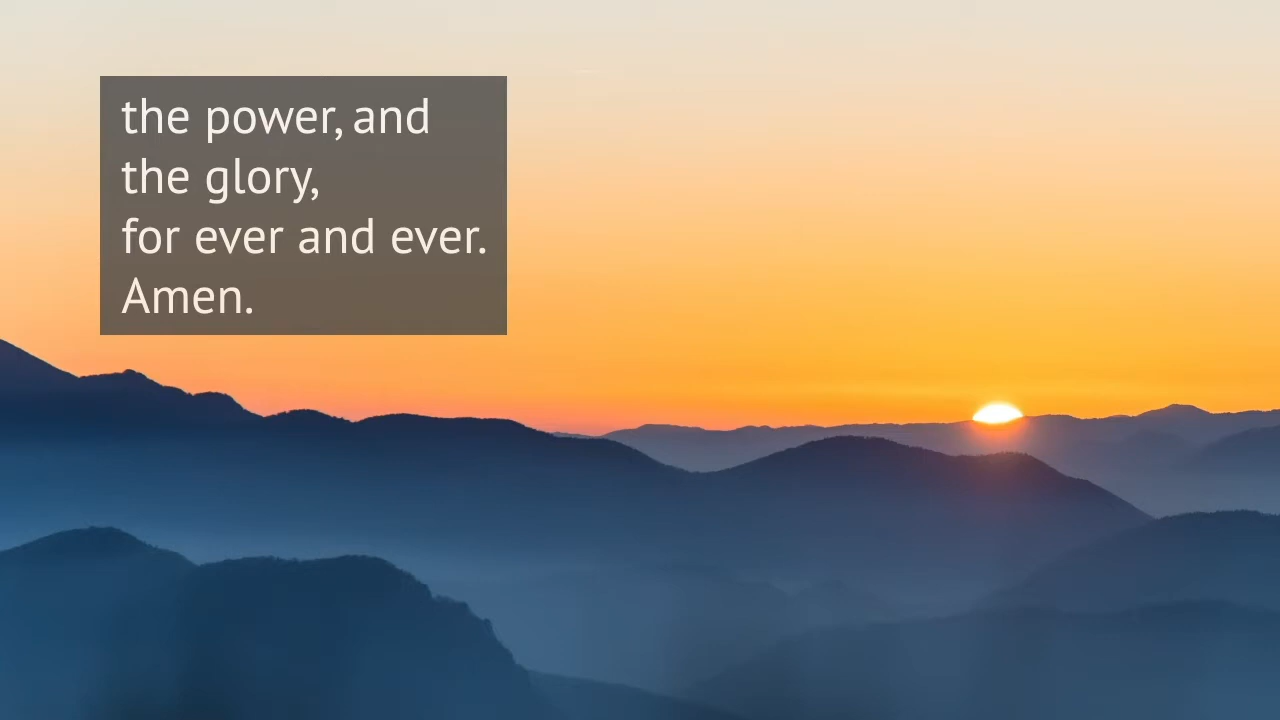 the power, and
the glory,
for ever and ever.
Amen.